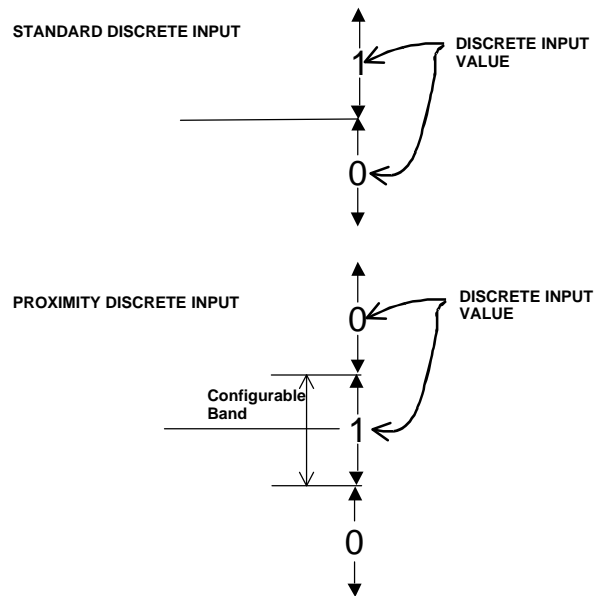 STANDARD DISCRETE INPUT
DISCRETE INPUT
VALUE
1
0
PROXIMITY DISCRETE INPUT
DISCRETE INPUT
VALUE
0
Configurable
Band
1
0